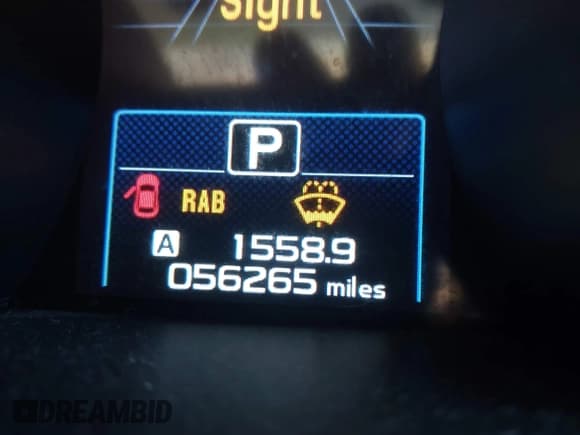 Sight
P
RAB
A 1558.9
056265 miles
DREAMBID